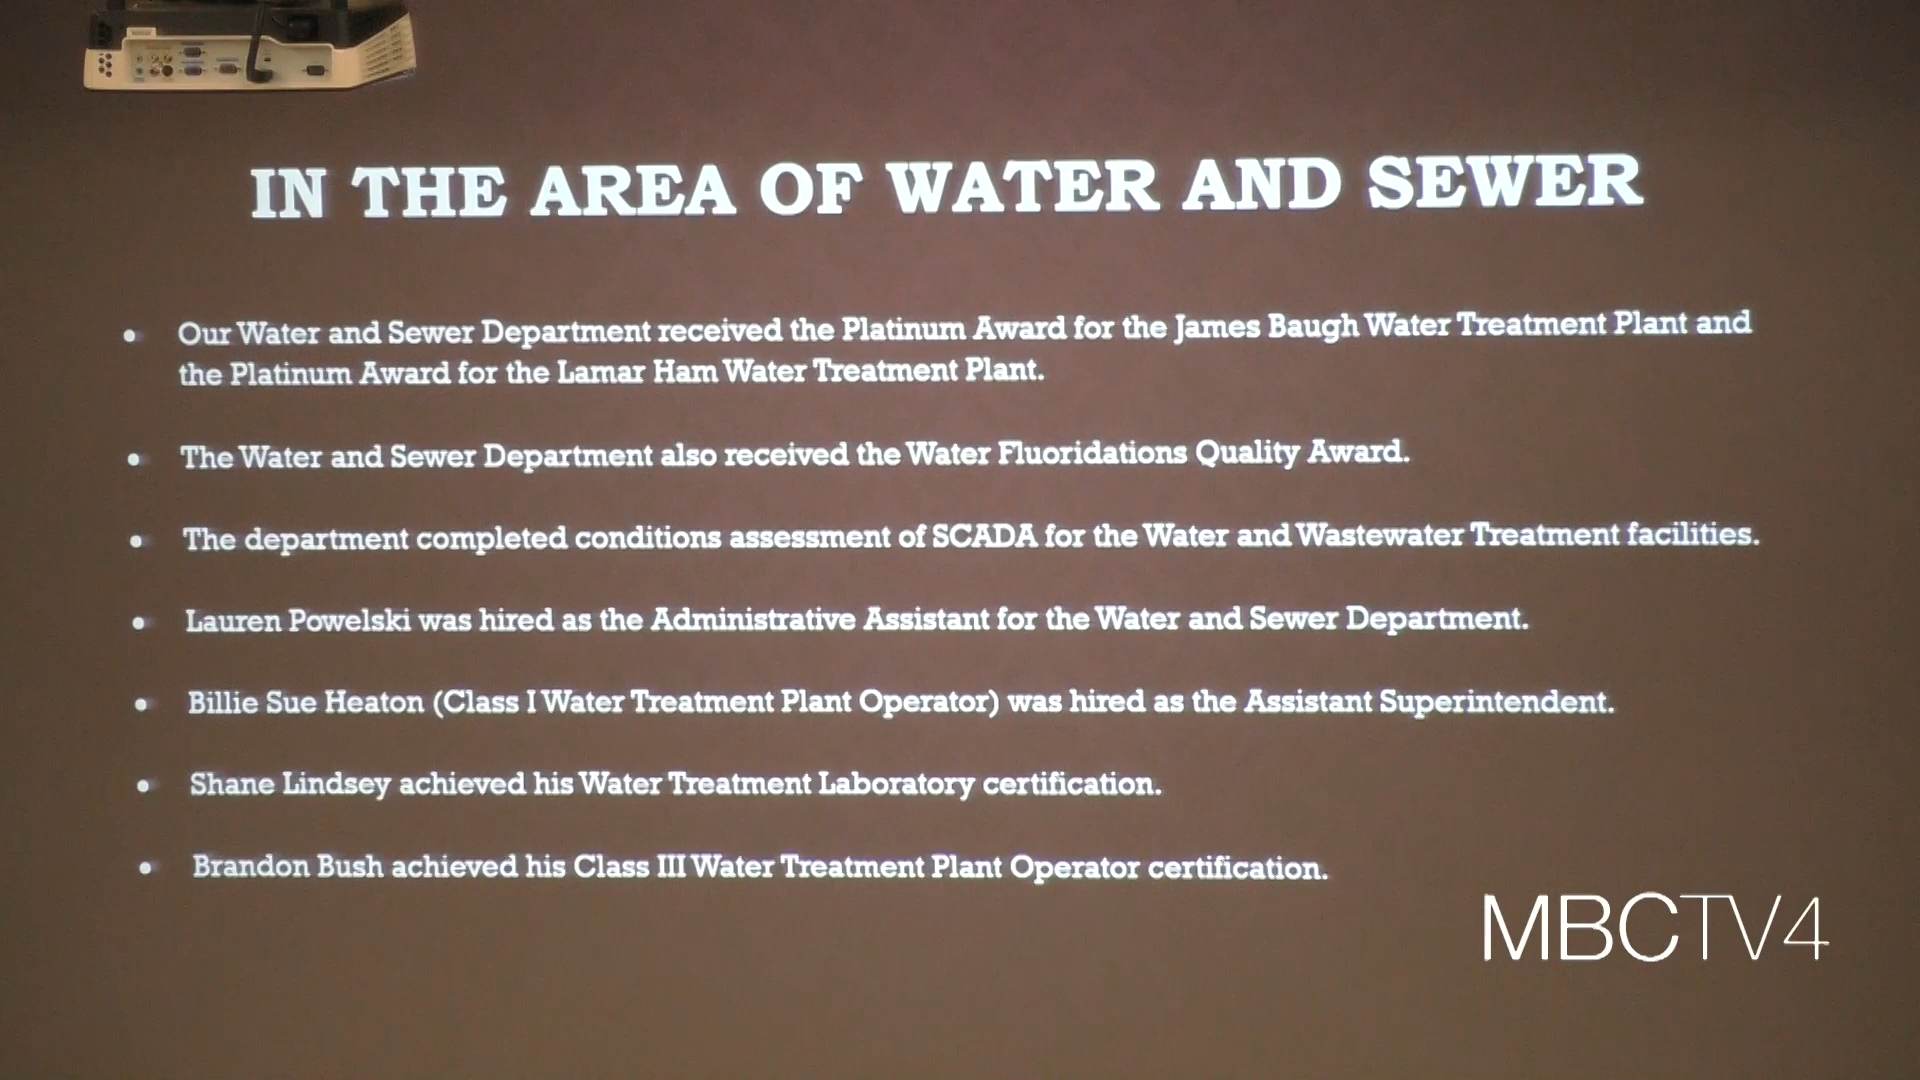 IN THE AREA OF WATER AND SEWER
• Our Water and Sewer Department received the Platinum Award for the James Baugh Water Treatment Plant and
the Platinum Award for the Lamar Ham Water Treatment Plant.
• The Water and Sewer Department also received the Water Fluoridations Quality Award.
• The department completed conditions assessment of SCADA for the Water and Wastewater Treatment facilities.
• Lauren Powelski was hired as the Administrative Assistant for the Water and Sewer Department.
• Billie Sue Heaton (Class I Water Treatment Plant Operator) was hired as the Assistant Superintendent.
• Shane Lindsey achieved his Water Treatment Laboratory certification.
• Brandon Bush achieved his Class III Water Treatment Plant Operator certification.
MBCTV4